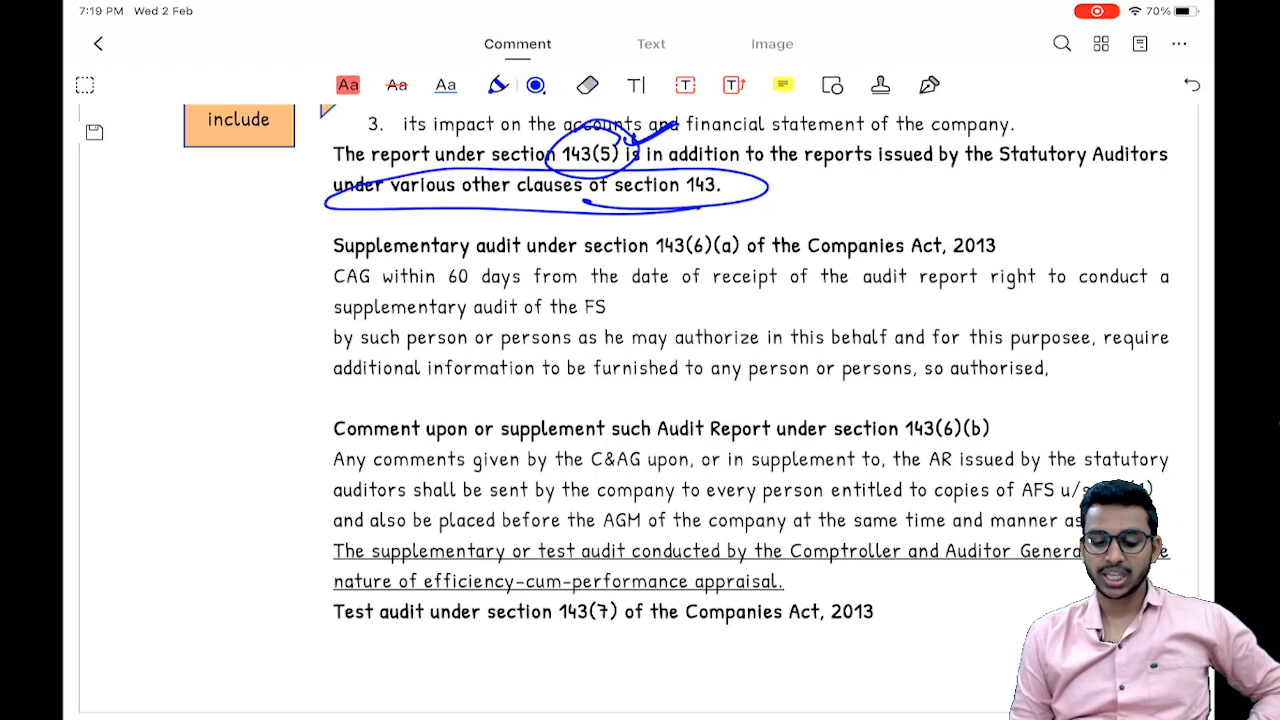 7:19 PM Wed 2 Feb
70%
Comment Text Image
Aa Aa Aa T T T
include
3. its impact on the accounts and financial statement of the company.
The report under section 143(5) is in addition to the reports issued by the Statutory Auditors
under various other clauses of section 143.
Supplementary audit under section 143(6)(a) of the Companies Act, 2013
CAG within 60 days from the date of receipt of the audit report right to conduct a
supplementary audit of the FS
by such person or persons as he may authorize in this behalf and for this purposee, require
additional information to be furnished to any person or persons, so authorised,
Comment upon or supplement such Audit Report under section 143(6)(b)
Any comments given by the C&AG upon, or in supplement to, the AR issued by the statutory
auditors shall be sent by the company to every person entitled to copies of AFS
and also be placed before the AGM of the company at the same time and manner as
The supplementary or test audit conducted by the Comptroller and Auditor
nature of efficiency-cum-performance appraisal.
Test audit under section 143(7) of the Companies Act, 2013